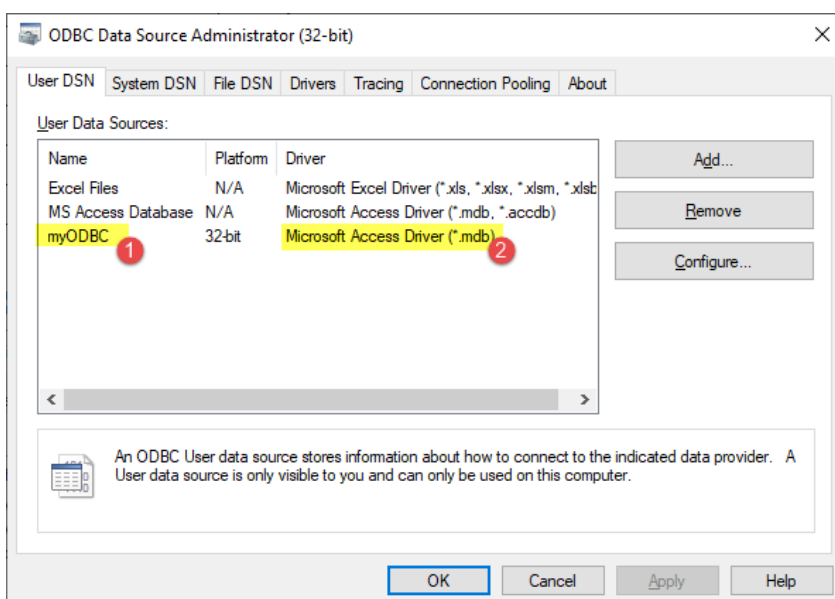 ODBC Data Source Administrator (32-bit)
User DSN System DSN File DSN Drivers Tracing Connection Pooling About
User Data Sources:
Name Platform Driver
Excel Files N/A Microsoft Excel Driver (*.xls, *.xlsx, *.xlsm, *.xlsb
MS Access Database N/A Microsoft Access Driver (*.mdb, *.accdb)
myODBC 32-bit Microsoft Access Driver (*.mdb)
1 2
Add...
Remove
Configure...
An ODBC User data source stores information about how to connect to the indicated data provider. A
User data source is only visible to you and can only be used on this computer.
OK Cancel Apply Help